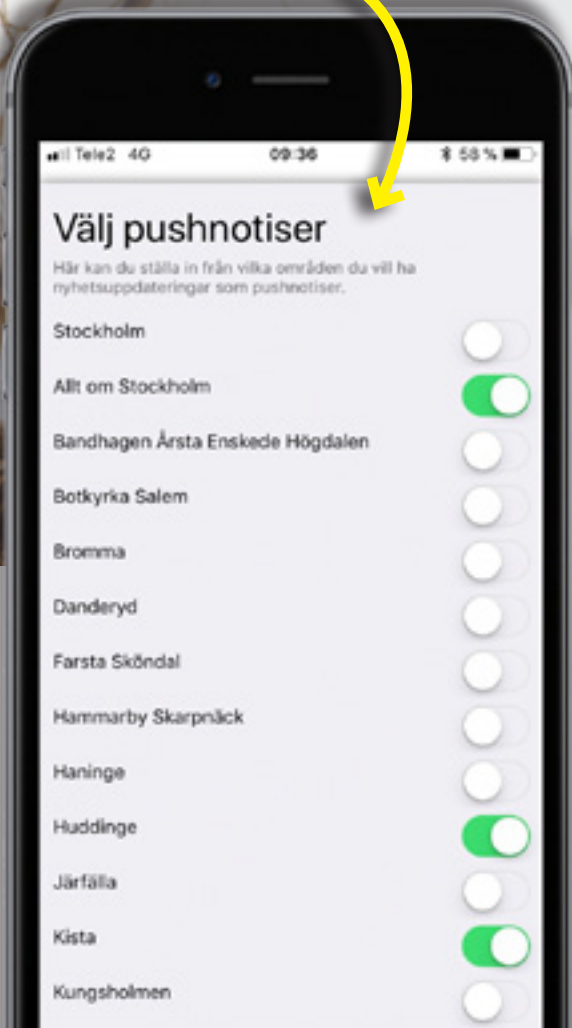 Tele2 4G 09:36 58 %
Välj pushnotiser
Här kan du ställa in från vilka områden du vill ha
nyhetsuppdateringar som pushnotiser.
Stockholm
Allt om Stockholm
Bandhagen Årsta Enskede Högdalen
Botkyrka Salem
Bromma
Danderyd
Farsta Sköndal
Hammarby Skarpnäck
Haninge
Huddinge
Järfälla
Kista
Kungsholmen